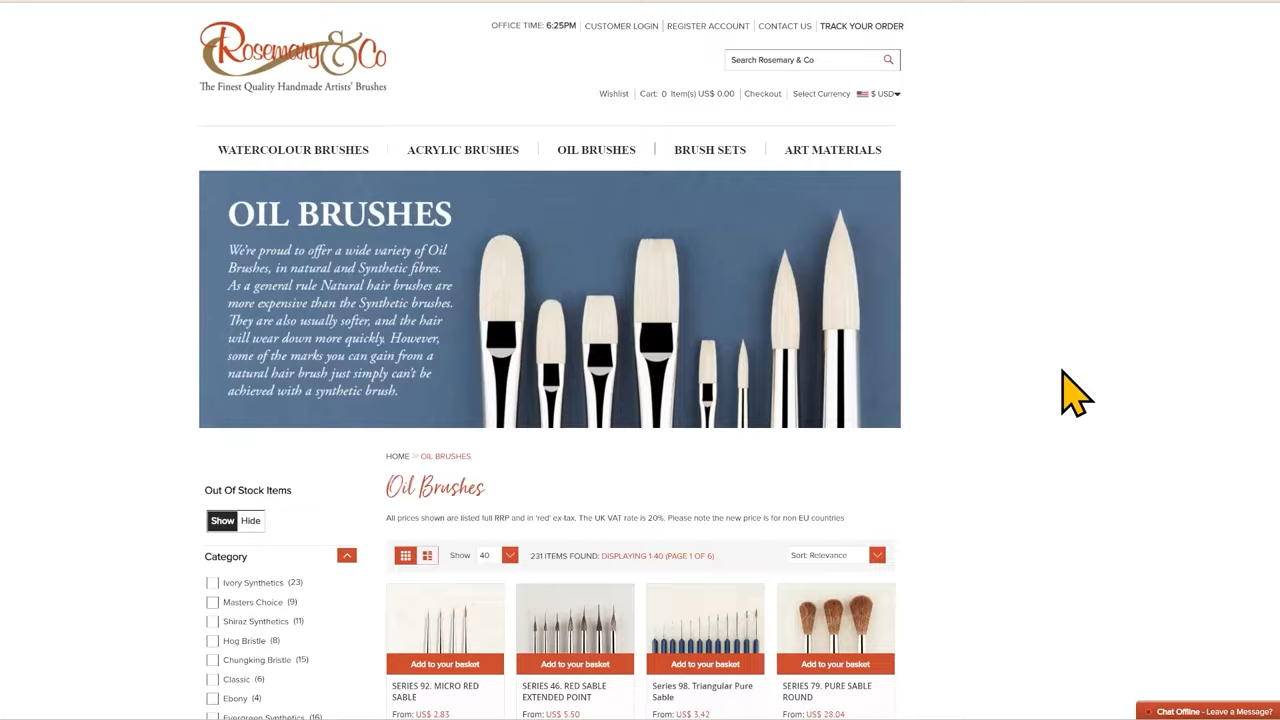 OFFICE TIME: 6:25PM CUSTOMER LOGIN REGISTER ACCOUNT CONTACT US TRACK YOUR ORDER
Rosemary & Co
The Finest Quality Handmade Artists' Brushes
Search Rosemary & Co
Wishlist Cart: 0 Item(s) US$ 0.00 Checkout Select Currency $ USD
WATERCOLOUR BRUSHES ACRYLIC BRUSHES OIL BRUSHES BRUSH SETS ART MATERIALS
OIL BRUSHES
We're proud to offer a wide variety of Oil
Brushes, in natural and Synthetic fibres.
As a general rule Natural hair brushes are
more expensive than the Synthetic brushes.
They are also usually softer, and the hair
will wear down more quickly. However,
some of the marks you can gain from a
natural hair brush just simply can't be
achieved with a synthetic brush.
HOME >> OIL BRUSHES
Oil Brushes
All prices shown are listed full RRP and in 'red' ex-tax. The UK VAT rate is 20%. Please note the new price is for non EU countries
Out Of Stock Items
Show Hide
Category
Ivory Synthetics (23)
Masters Choice (9)
Shiraz Synthetics (11)
Hog Bristle (8)
Chungking Bristle (15)
Classic (6)
Ebony (4)
Evergreen Synthetics (16)
Show 40 231 ITEMS FOUND: DISPLAYING 1-40 (PAGE 1 OF 6) Sort: Relevance
Add to your basket Add to your basket Add to your basket Add to your basket
SERIES 92. MICRO RED
SABLE
From: US$ 2.83
SERIES 46. RED SABLE
EXTENDED POINT
From: US$ 5.50
Series 98. Triangular Pure
Sable
From: US$ 3.42
SERIES 79. PURE SABLE
ROUND
From: US$ 28.04
Chat Offline - Leave a Message?